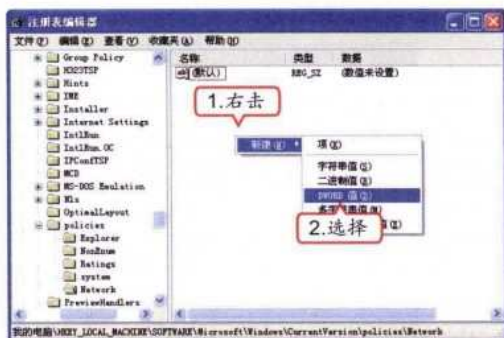 注册表编辑器
文件(F) 编辑(E) 查看(V) 收藏夹(A) 帮助(H)
Group Policy
H323TSP
Hints
IME
Installer
Internet Settings
IntlRun
IntlRun.OC
IPConfTSP
MCD
MS-DOS Emulation
Nls
OptimalLayout
policies
Explorer
NonEnum
Ratings
system
Network
PreviewHandlers
名称 类型 数据
ab (默认) REG_SZ (数值未设置)
1.右击
新建(N) 项(K)
字符串值(S)
二进制值(B)
DWORD 值(D)
2.选择
我的电脑\HKEY_LOCAL_MACHINE\SOFTWARE\Microsoft\Windows\CurrentVersion\policies\Network